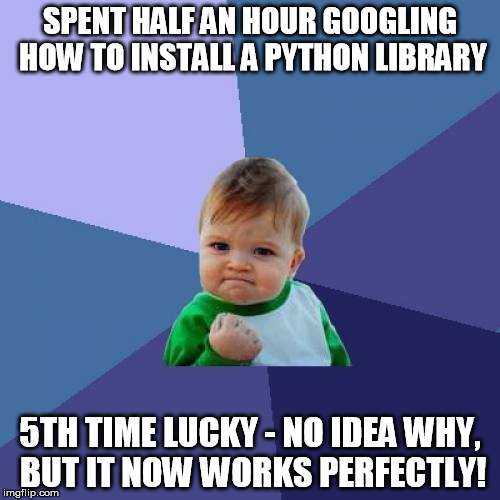 SPENT HALF AN HOUR GOOGLING
HOW TO INSTALL A PYTHON LIBRARY
5TH TIME LUCKY - NO IDEA WHY,
BUT IT NOW WORKS PERFECTLY!
imgflip.com